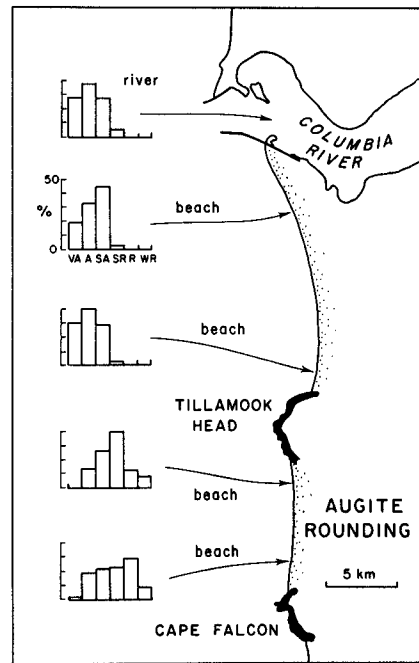 river
COLUMBIA
RIVER
50
%
0
VA A SA SR R WR
beach
beach
TILLAMOOK
HEAD
beach
AUGITE
ROUNDING
beach
5 km
CAPE FALCON